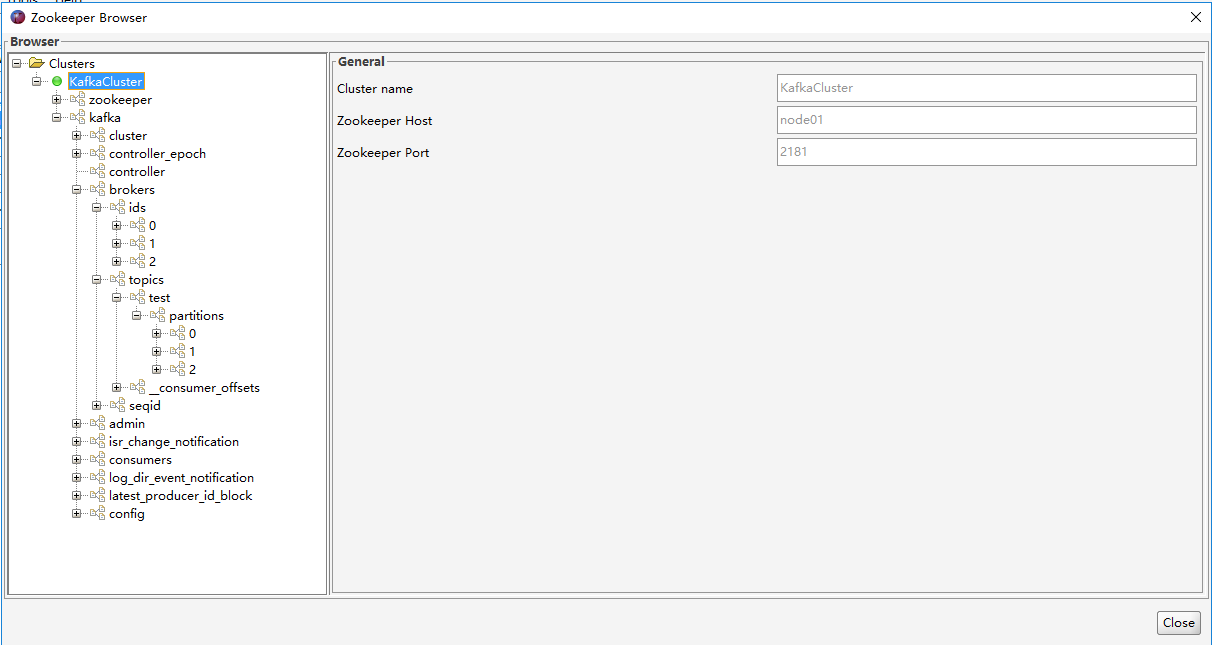 Zookeeper Browser
Browser
Clusters
KafkaCluster
zookeeper
kafka
cluster
controller_epoch
controller
brokers
ids
0
1
2
topics
test
partitions
0
1
2
__consumer_offsets
seqid
admin
isr_change_notification
consumers
log_dir_event_notification
latest_producer_id_block
config
General
Cluster name KafkaCluster
Zookeeper Host node01
Zookeeper Port 2181
Close